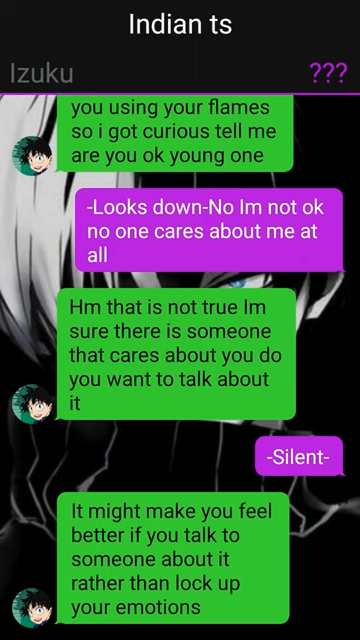 Indian ts
Izuku
???
you using your flames
so i got curious tell me
are you ok young one
-Looks down-No Im not ok
no one cares about me at
all
Hm that is not true Im
sure there is someone
that cares about you do
you want to talk about
it
-Silent-
It might make you feel
better if you talk to
someone about it
rather than lock up
your emotions